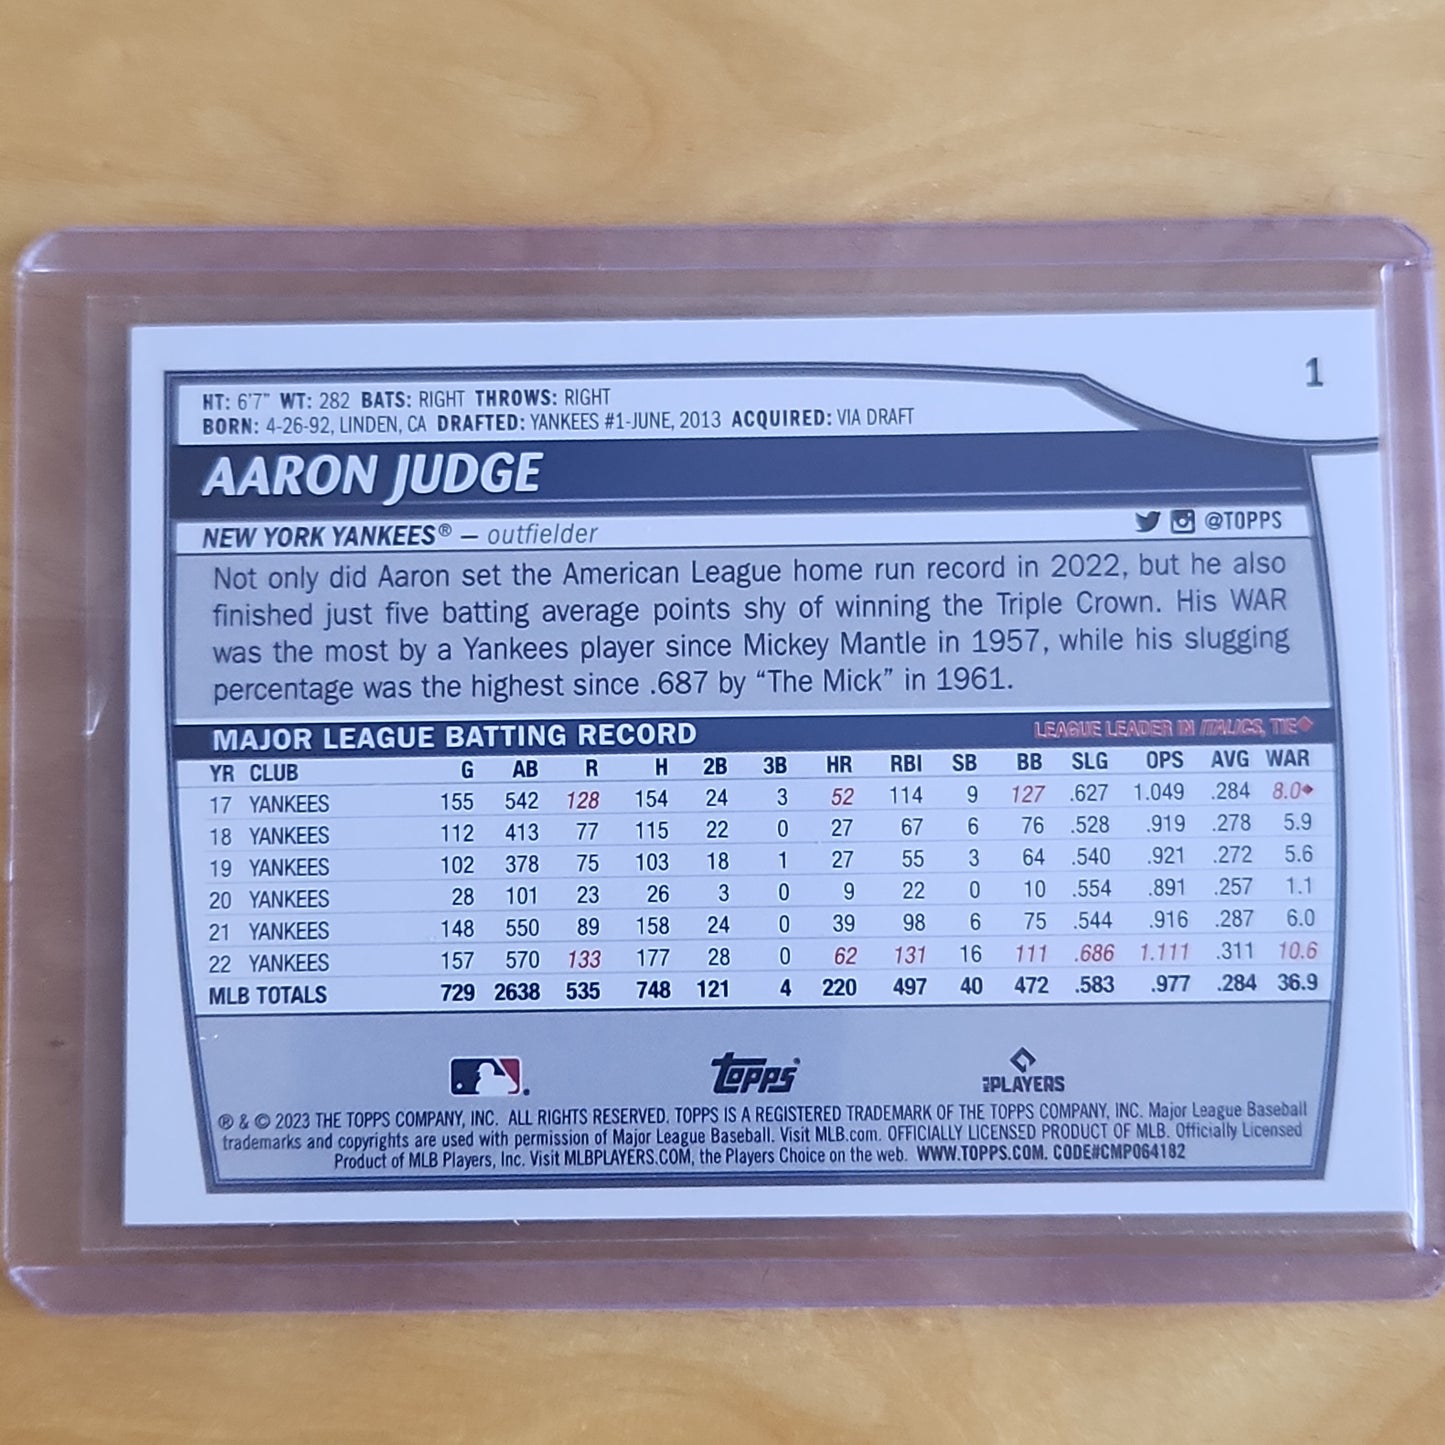 1
HT: 6'7" WT: 282 BATS: RIGHT THROWS: RIGHT
BORN: 4-26-92, LINDEN, CA DRAFTED: YANKEES #1-JUNE, 2013 ACQUIRED: VIA DRAFT
AARON JUDGE
NEW YORK YANKEES® – outfielder @TOPPS
Not only did Aaron set the American League home run record in 2022, but he also
finished just five batting average points shy of winning the Triple Crown. His WAR
was the most by a Yankees player since Mickey Mantle in 1957, while his slugging
percentage was the highest since .687 by “The Mick” in 1961.
MAJOR LEAGUE BATTING RECORD LEAGUE LEADER IN ITALICS, TIE◆
YR CLUB G AB R H 2B 3B HR RBI SB BB SLG OPS AVG WAR
17 YANKEES 155 542 128 154 24 3 52 114 9 127 .627 1.049 .284 8.0◆
18 YANKEES 112 413 77 115 22 0 27 67 6 76 .528 .919 .278 5.9
19 YANKEES 102 378 75 103 18 1 27 55 3 64 .540 .921 .272 5.6
20 YANKEES 28 101 23 26 3 0 9 22 0 10 .554 .891 .257 1.1
21 YANKEES 148 550 89 158 24 0 39 98 6 75 .544 .916 .287 6.0
22 YANKEES 157 570 133 177 28 0 62 131 16 111 .686 1.111 .311 10.6
MLB TOTALS 729 2638 535 748 121 4 220 497 40 472 .583 .977 .284 36.9
topps MLB PLAYERS
® & © 2023 THE TOPPS COMPANY, INC. ALL RIGHTS RESERVED. TOPPS IS A REGISTERED TRADEMARK OF THE TOPPS COMPANY, INC. Major League Baseball
trademarks and copyrights are used with permission of Major League Baseball. Visit MLB.com. OFFICIALLY LICENSED PRODUCT OF MLB. Officially Licensed
Product of MLB Players, Inc. Visit MLBPLAYERS.COM, the Players Choice on the web. WWW.TOPPS.COM. CODE#CMP064182